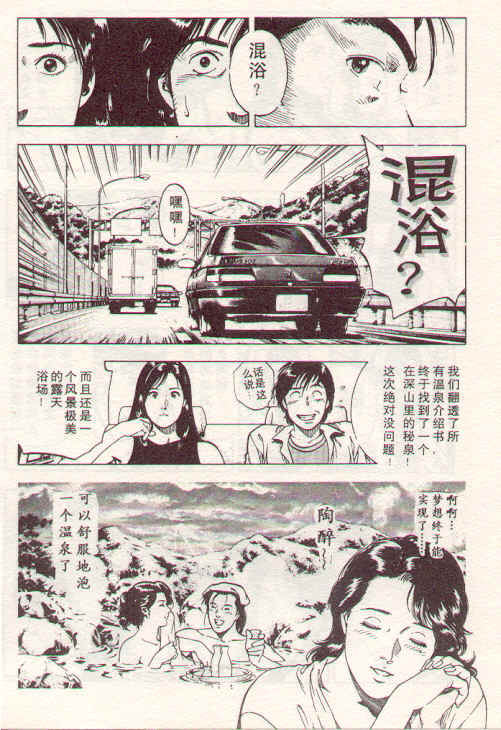 混浴？
混浴？
嘿嘿！
我们翻透了所
有温泉介绍书，
终于找到了一个
在深山里的秘泉！
这次绝对没问题！
话是这
么说…
而且还是一
个风景极美
的露天
浴场！
啊啊…
梦想终于能
实现了……
陶醉～
可以舒服地泡
一个温泉了